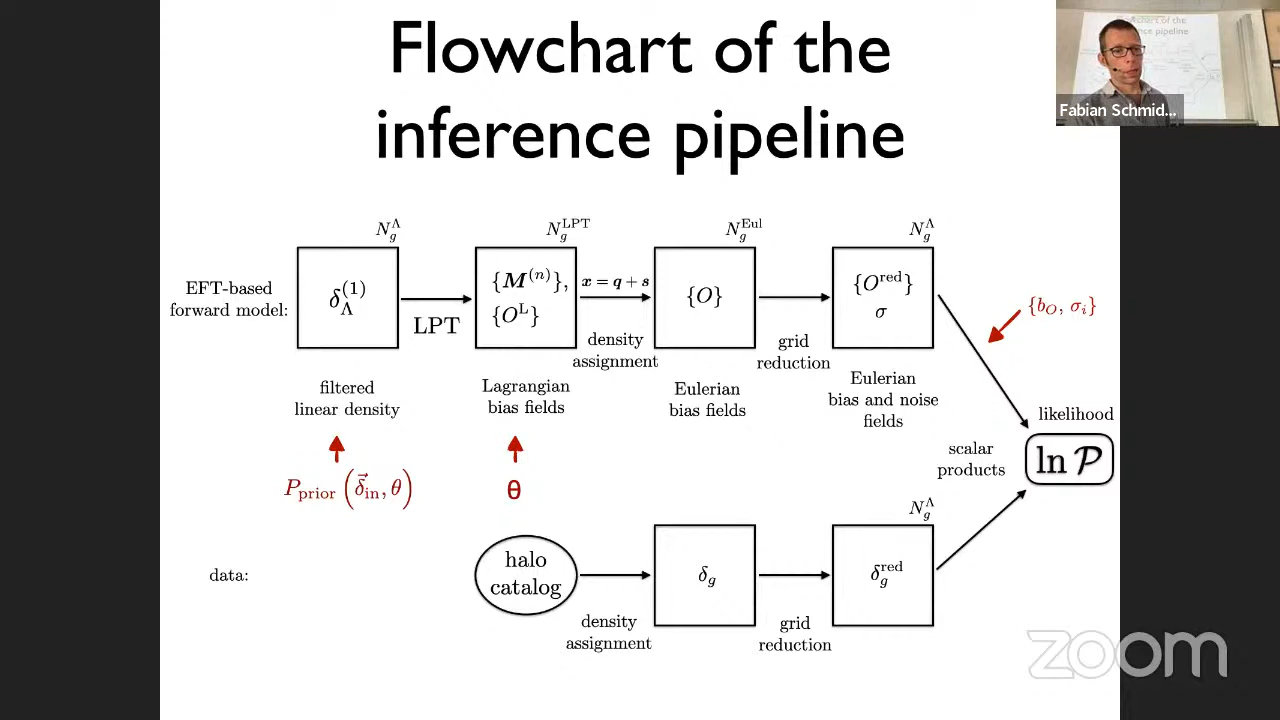 Flowchart of the
inference pipeline
Fabian Schmid...
EFT-based
forward model:
N_g^Λ
δ_Λ^(1)
filtered
linear density
P_prior (δ⃗_in, θ)
LPT
N_g^LPT
{M^(n)},
{O^L}
Lagrangian
bias fields
θ
x = q + s
density
assignment
N_g^Eul
{O}
Eulerian
bias fields
grid
reduction
N_g^Λ
{O^red}
σ
Eulerian
bias and noise
fields
{b_O, σ_i}
likelihood
ln P
scalar
products
data:
halo
catalog
density
assignment
δ_g
grid
reduction
N_g^Λ
δ_g^red
zoom